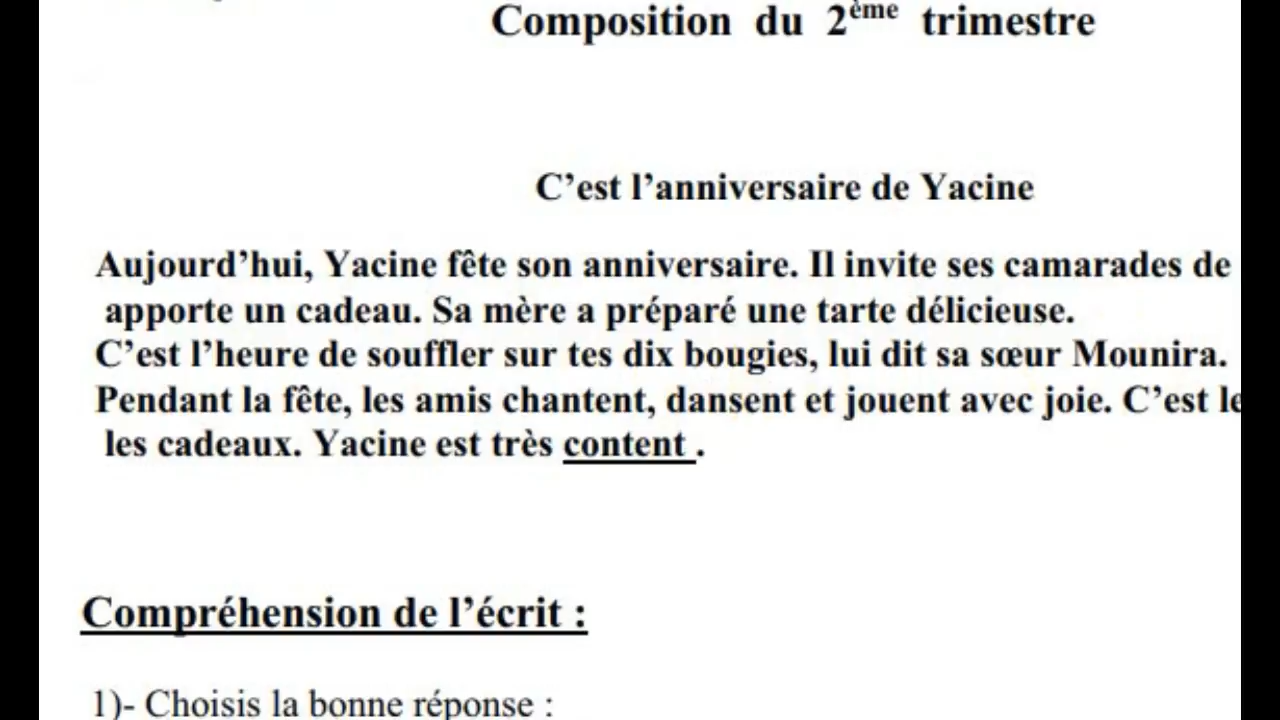 Composition du 2ème trimestre
C’est l’anniversaire de Yacine
Aujourd’hui, Yacine fête son anniversaire. Il invite ses camarades de
apporte un cadeau. Sa mère a préparé une tarte délicieuse.
C’est l’heure de souffler sur tes dix bougies, lui dit sa sœur Mounira.
Pendant la fête, les amis chantent, dansent et jouent avec joie. C’est
les cadeaux. Yacine est très content .
Compréhension de l’écrit :
1)- Choisis la bonne réponse :